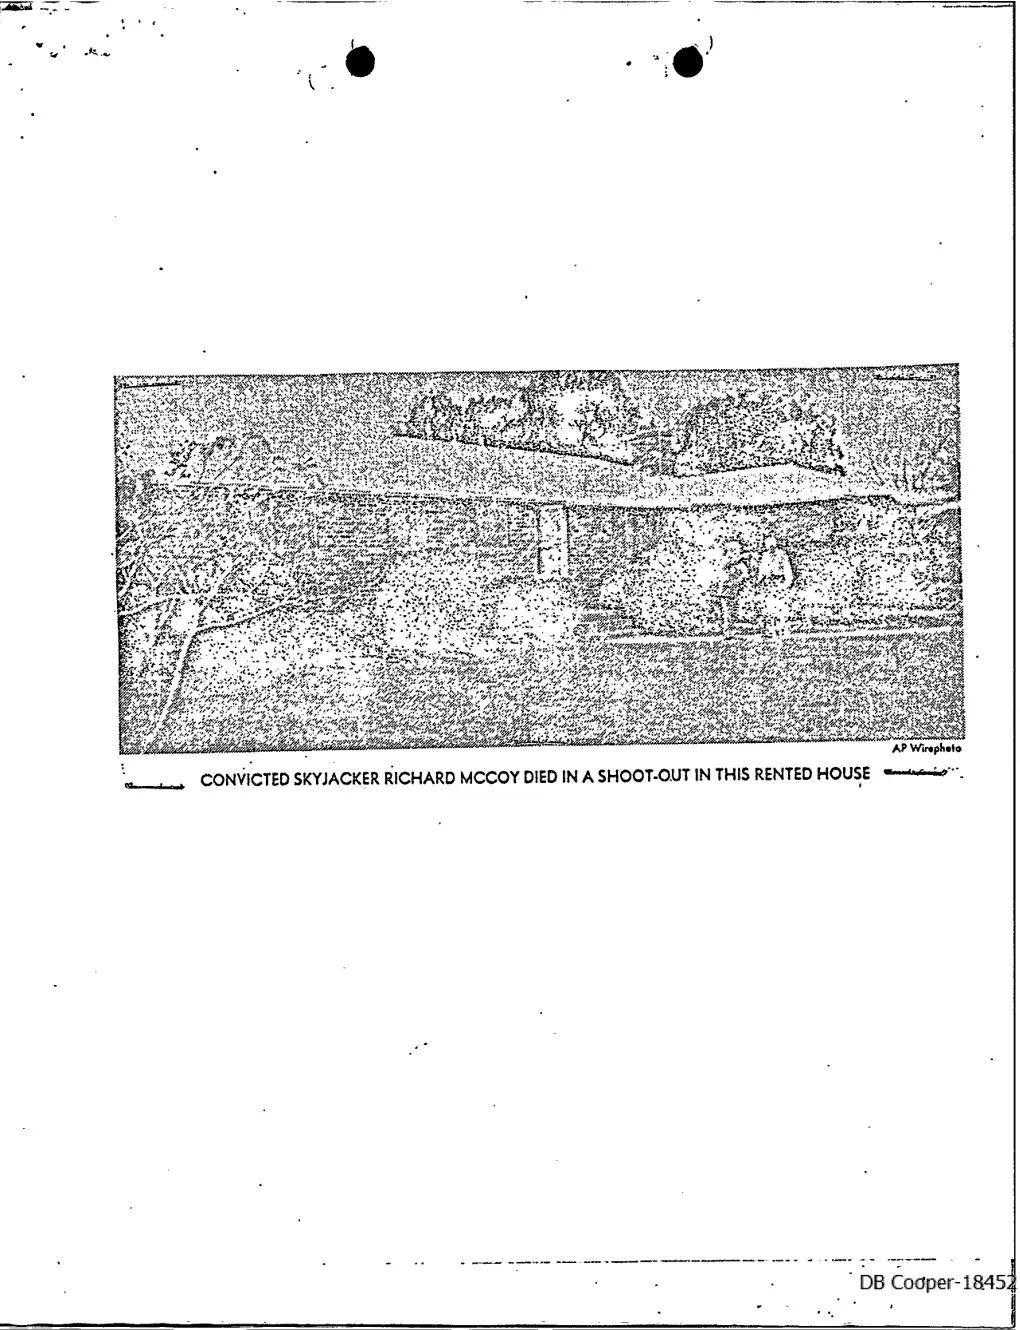 AP Wirephoto
CONVICTED SKYJACKER RICHARD MCCOY DIED IN A SHOOT-OUT IN THIS RENTED HOUSE
DB Cooper-18452